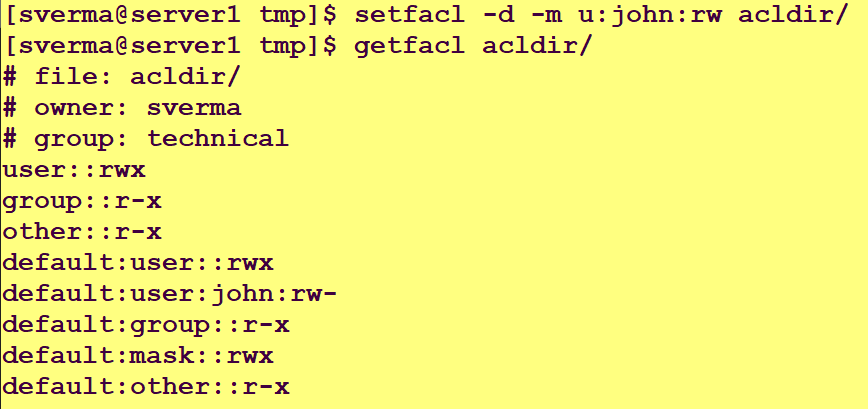 [sverma@server1 tmp]$ setfacl -d -m u:john:rw acldir/
[sverma@server1 tmp]$ getfacl acldir/
# file: acldir/
# owner: sverma
# group: technical
user::rwx
group::r-x
other::r-x
default:user::rwx
default:user:john:rw-
default:group::r-x
default:mask::rwx
default:other::r-x